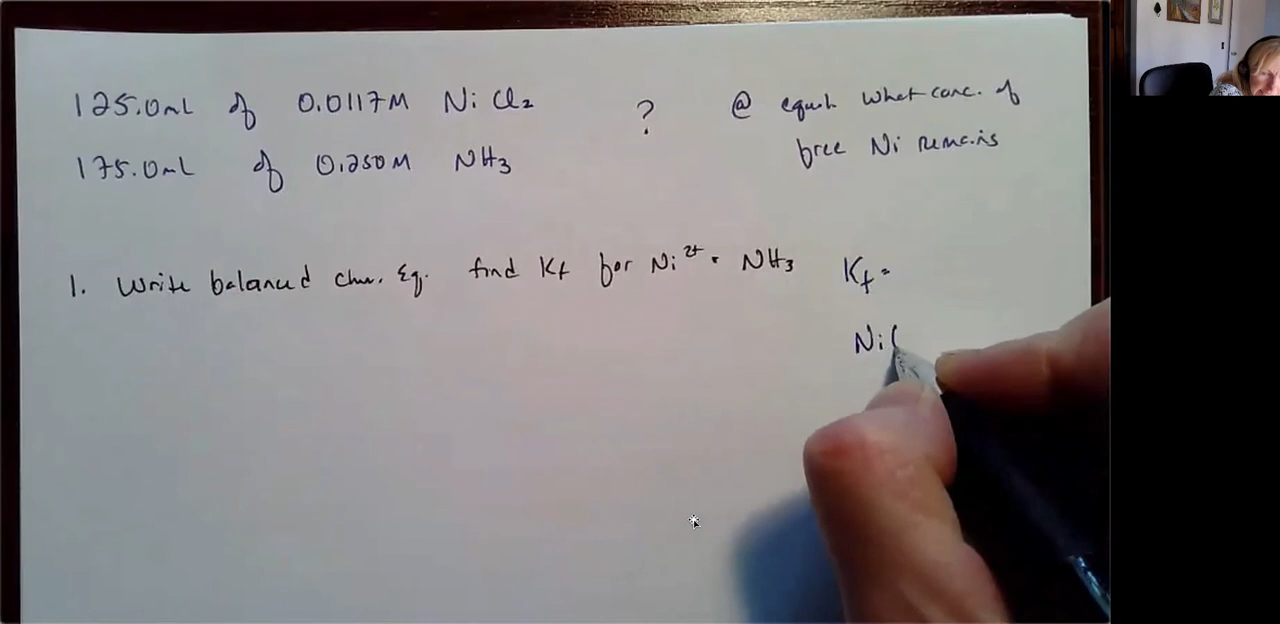 125.0mL of 0.0117M NiCl2 ? @ equil what conc. of
175.0mL of 0.250M NH3 free Ni remains
1. Write balanced chm. Eq. find Kf for Ni2+ + NH3 Kf =
Ni(